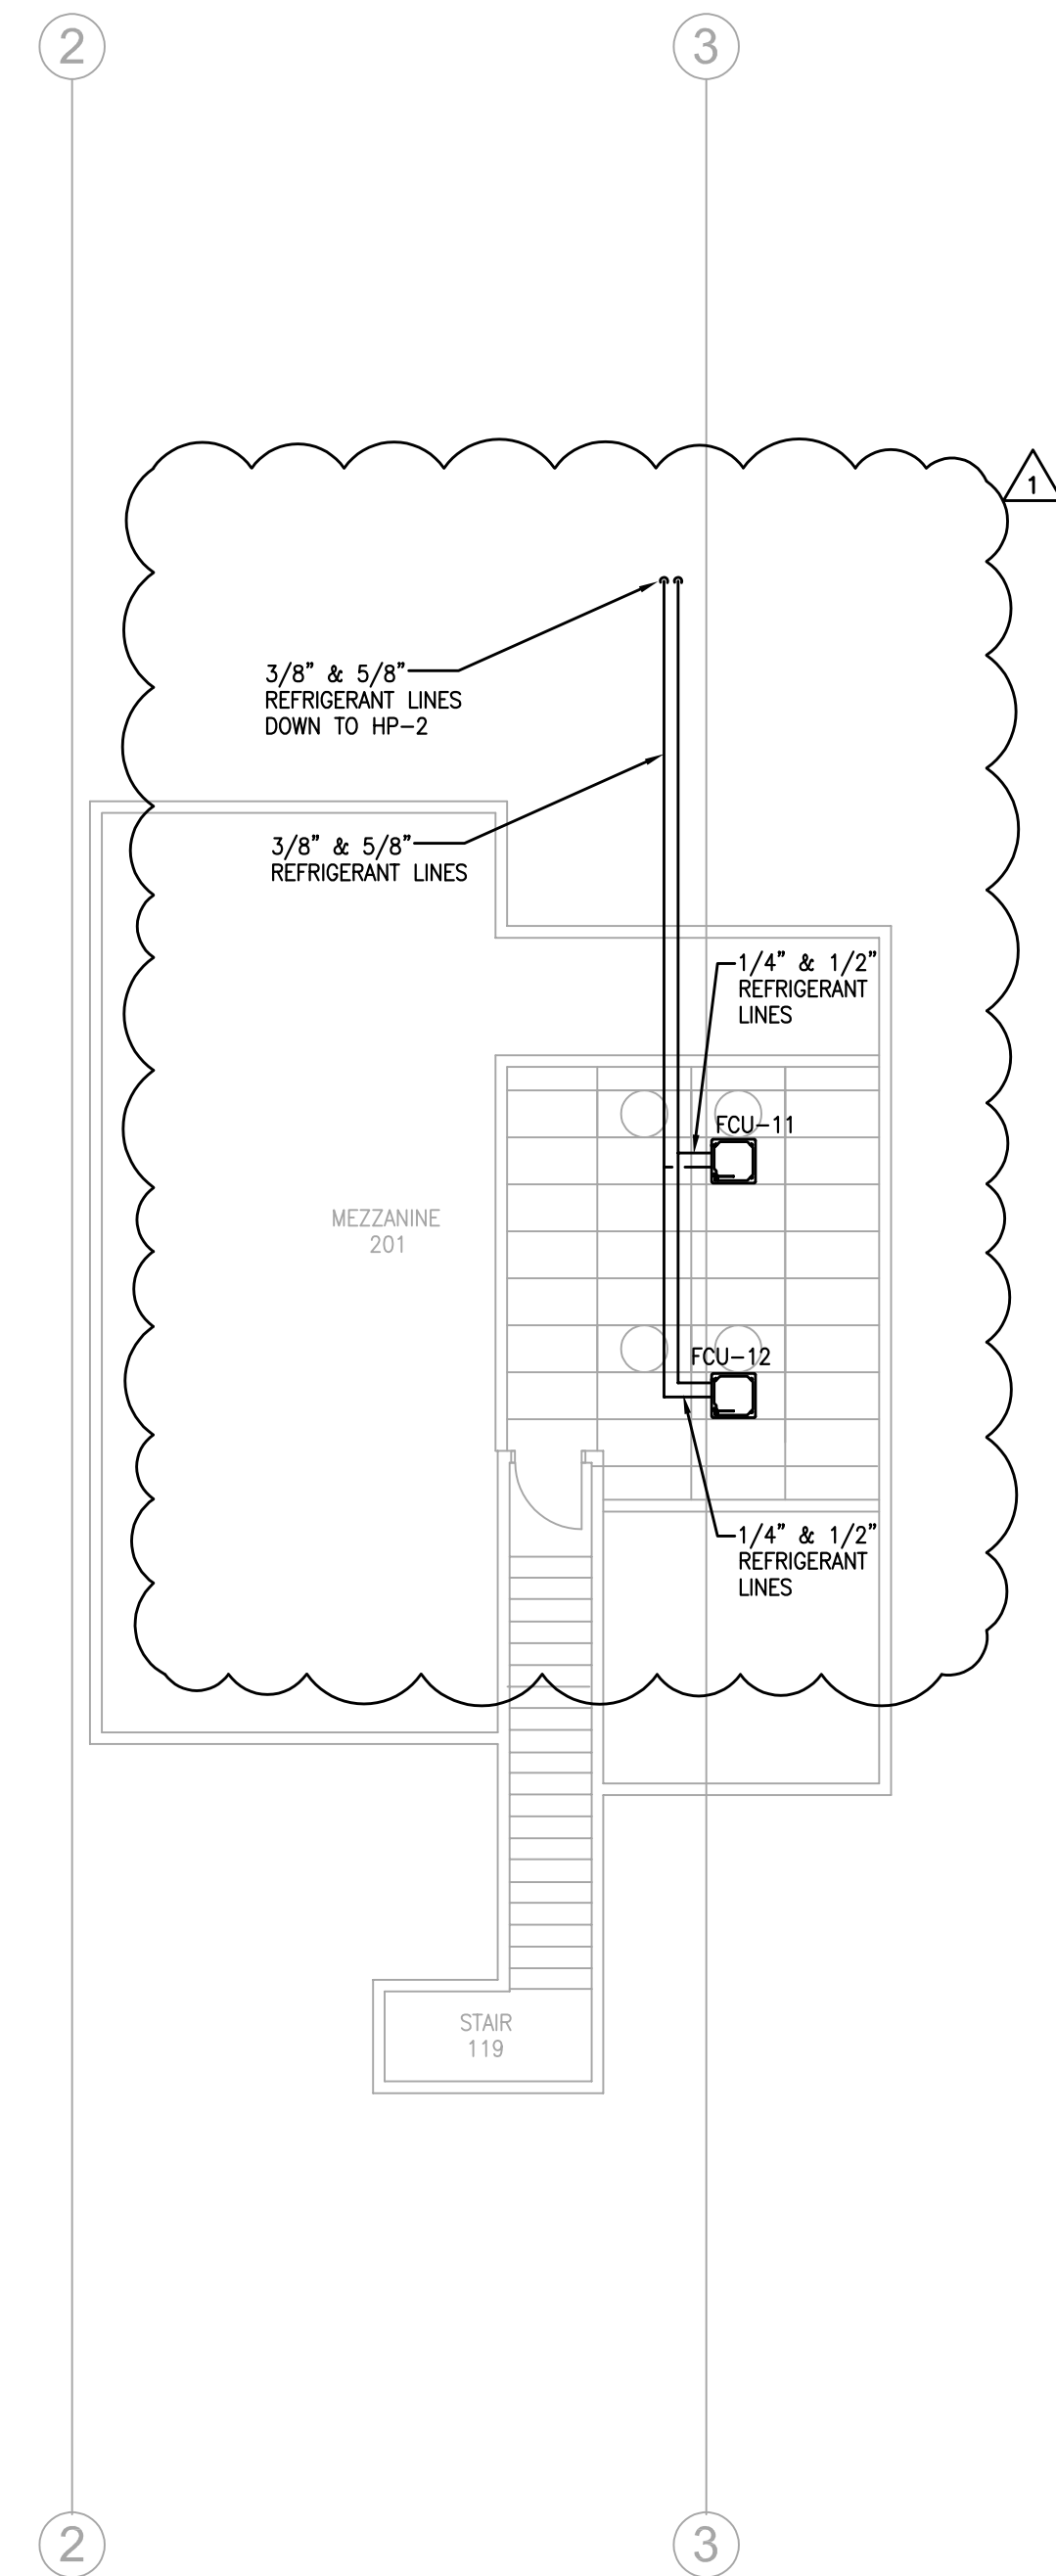 2
3
1
3/8" & 5/8"
REFRIGERANT LINES
DOWN TO HP-2
3/8" & 5/8"
REFRIGERANT LINES
1/4" & 1/2"
REFRIGERANT
LINES
FCU-11
MEZZANINE
201
FCU-12
1/4" & 1/2"
REFRIGERANT
LINES
STAIR
119
2
3